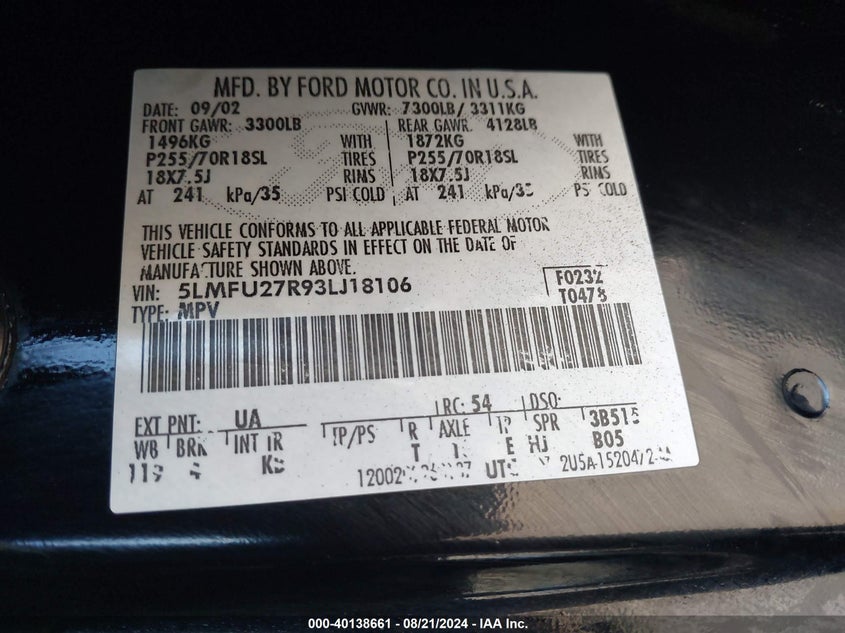 MFD. BY FORD MOTOR CO. IN U.S.A.
DATE: 09/02 GVWR: 7300LB/ 3311KG
FRONT GAWR: 3300LB REAR GAWR: 4128LB
1496KG WITH 1872KG WITH
P255/70R18SL TIRES P255/70R18SL TIRES
18X7.5J RIMS 18X7.5J RIMS
AT 241 kPa/35 PSI COLD AT 241 kPa/35 PSI COLD
THIS VEHICLE CONFORMS TO ALL APPLICABLE FEDERAL MOTOR
VEHICLE SAFETY STANDARDS IN EFFECT ON THE DATE OF
MANUFACTURE SHOWN ABOVE.
VIN: 5LMFU27R93LJ18106 F0232
TYPE: MPV T0478
EXT PNT: UA RC: 54 DSO:
WB BRK INT TR TP/PS R AXLE TR SPR 3B515
119 4 T E HJ B05
UTC
000-40138661 - 08/21/2024 - IAA Inc.